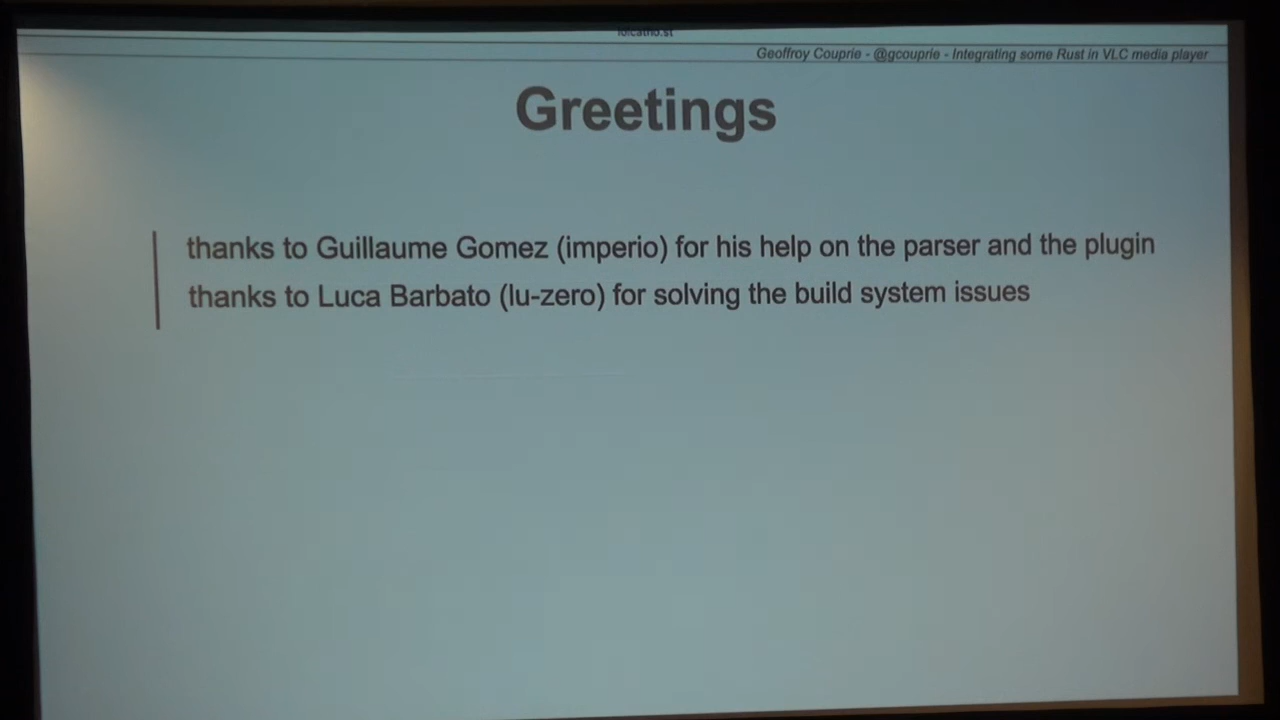 Geoffroy Couprie - @gcouprie - Integrating some Rust in VLC media player
Greetings
thanks to Guillaume Gomez (imperio) for his help on the parser and the plugin
thanks to Luca Barbato (lu-zero) for solving the build system issues